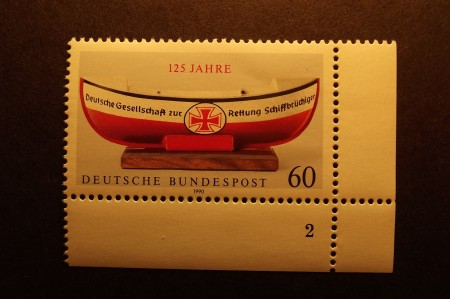 125 JAHRE
Deutsche Gesellschaft zur Rettung Schiffbrüchiger
DEUTSCHE BUNDESPOST 60
1990
2